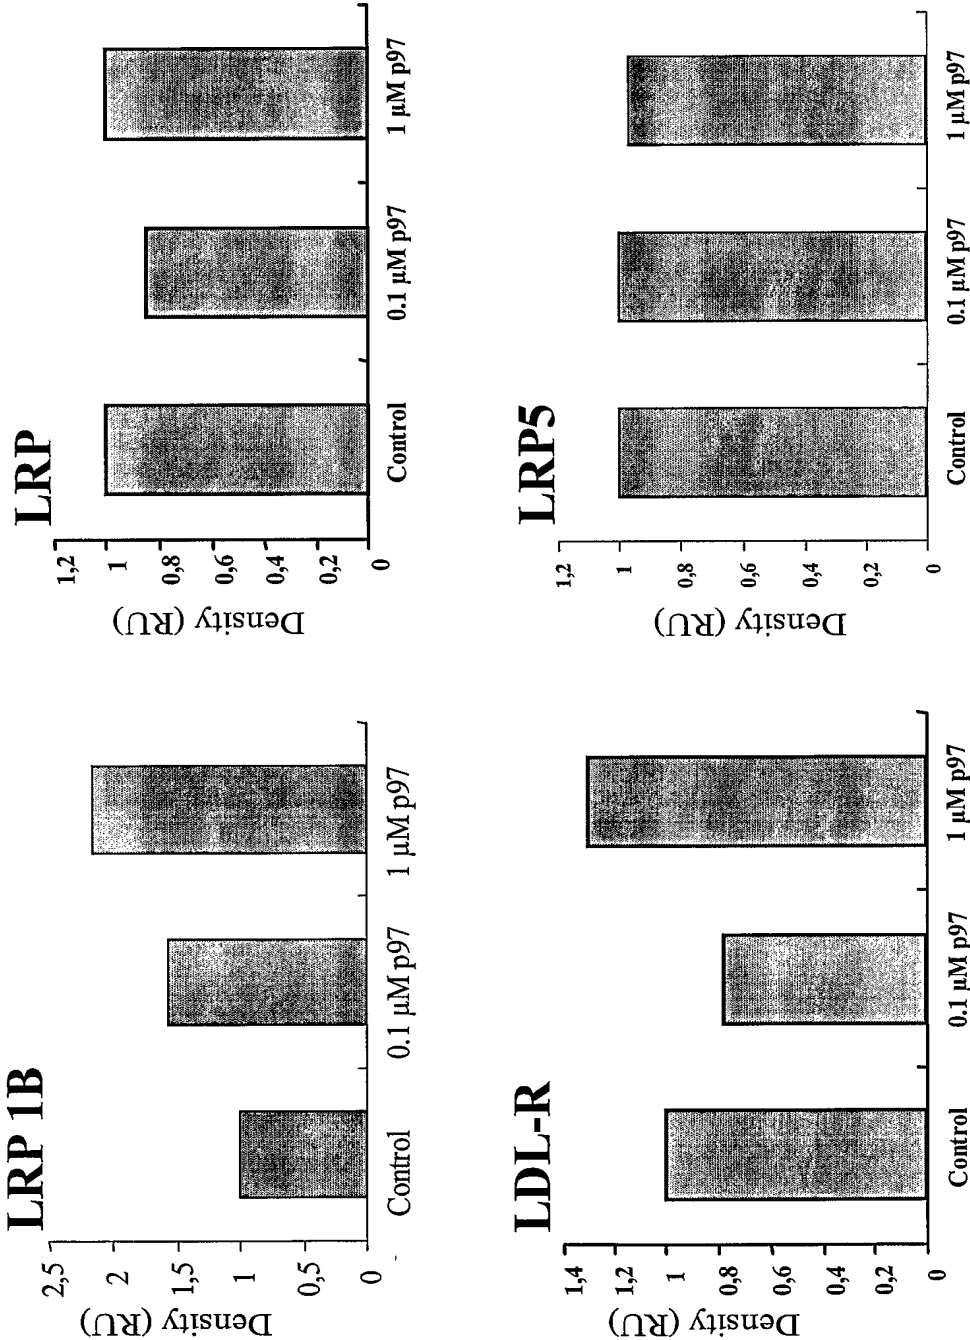 LRP 1B
Density (RU)
2,5
2
1,5
1
0,5
0
Control
0.1 µM p97
1 µM p97
LRP
Density (RU)
1,2
1
0,8
0,6
0,4
0,2
0
Control
0.1 µM p97
1 µM p97
LDL-R
Density (RU)
1,4
1,2
1
0,8
0,6
0,4
0,2
0
Control
0.1 µM p97
1 µM p97
LRP5
Density (RU)
1,2
1
0,8
0,6
0,4
0,2
0
Control
0.1 µM p97
1 µM p97